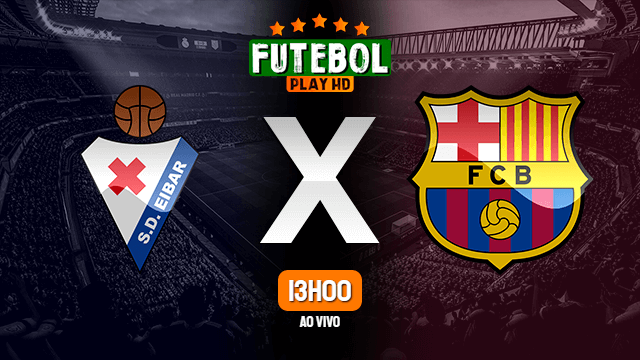 FUTEBOL
PLAY HD
S.D. EIBAR
X
FCB
13H00
AO VIVO